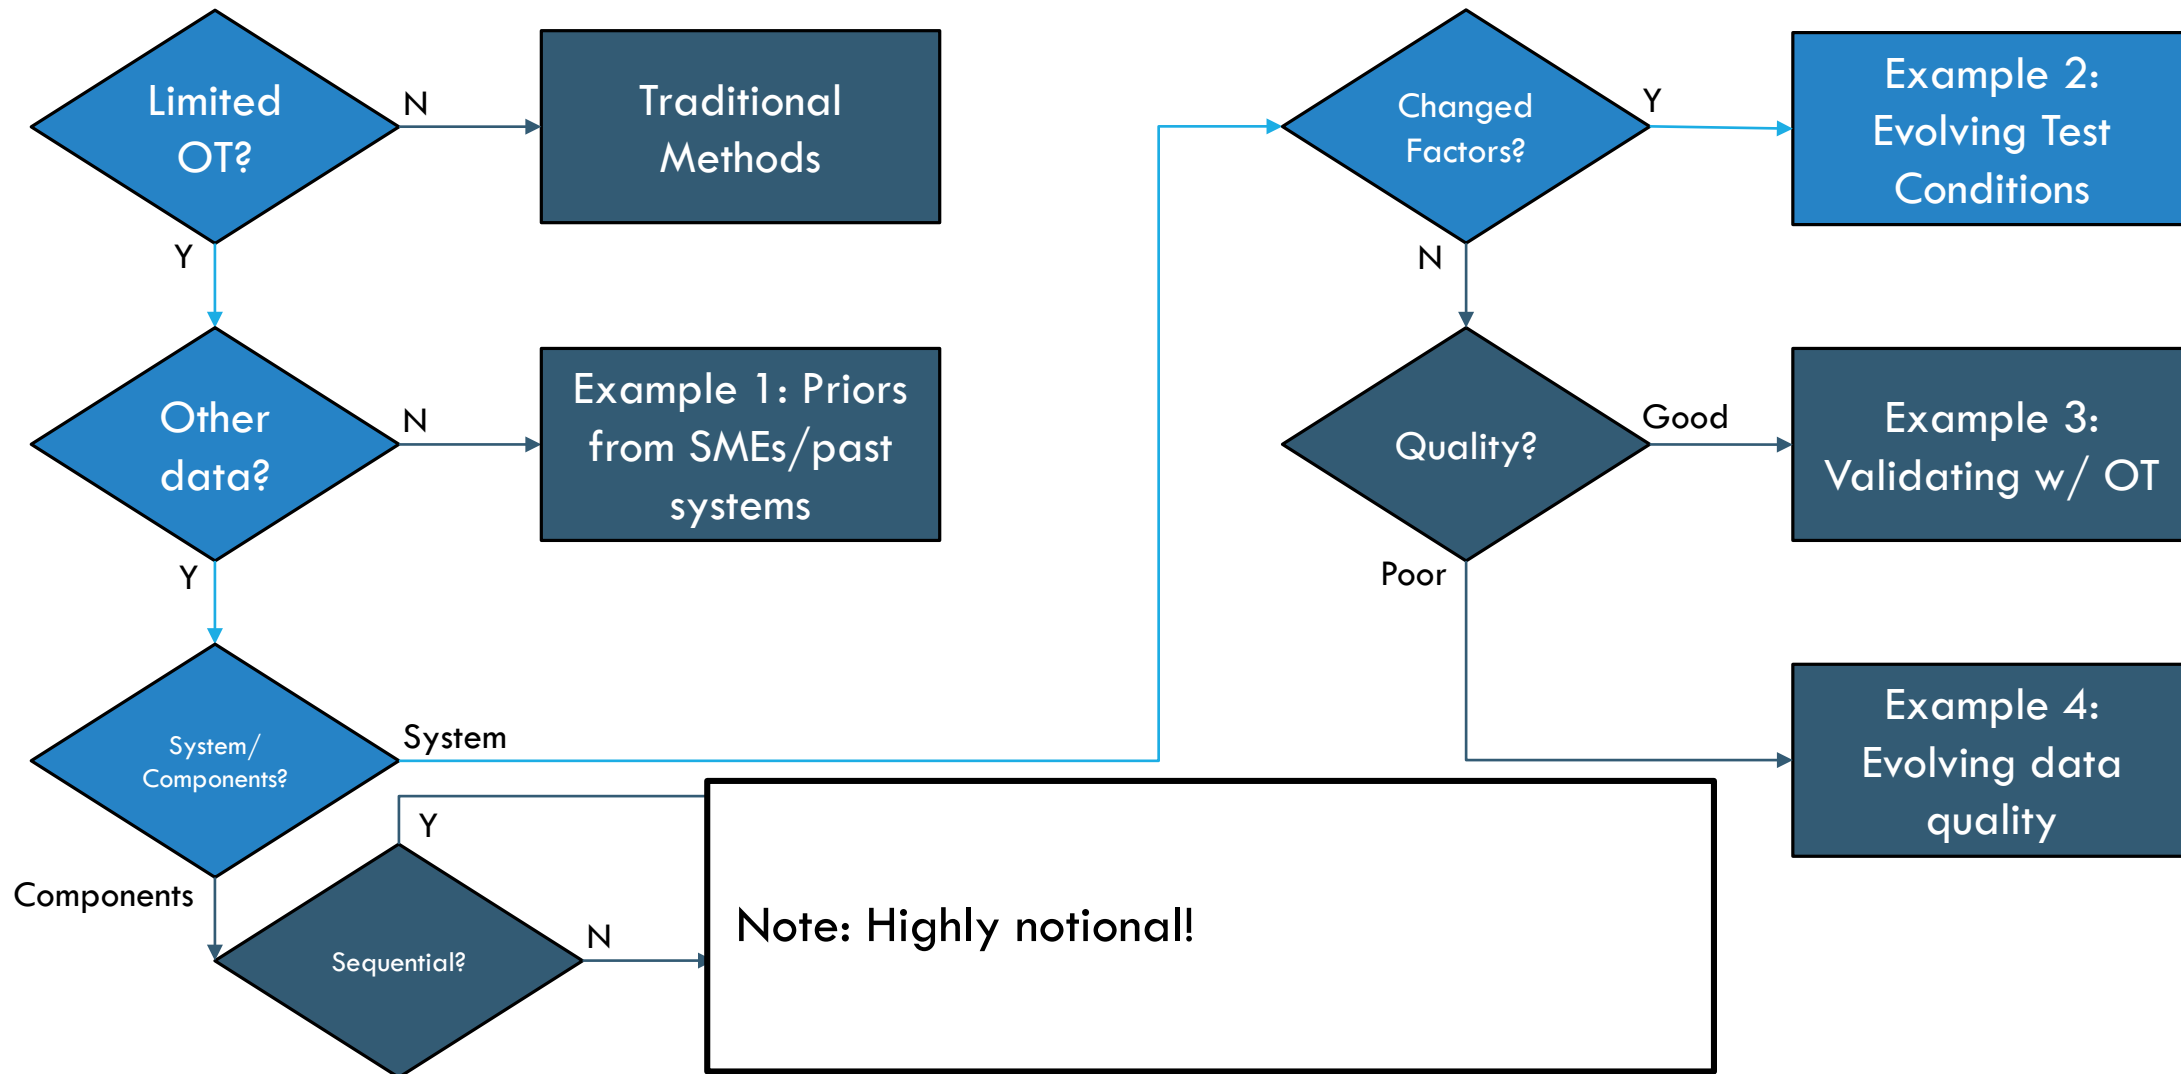 Limited
OT?
N
Traditional
Methods
Y
Other
data?
N
Example 1: Priors
from SMEs/past
systems
Y
System/
Components?
System
Components
Sequential?
Y
N
Note: Highly notional!
Changed
Factors?
Y
Example 2:
Evolving Test
Conditions
N
Quality?
Good
Example 3:
Validating w/ OT
Poor
Example 4:
Evolving data
quality